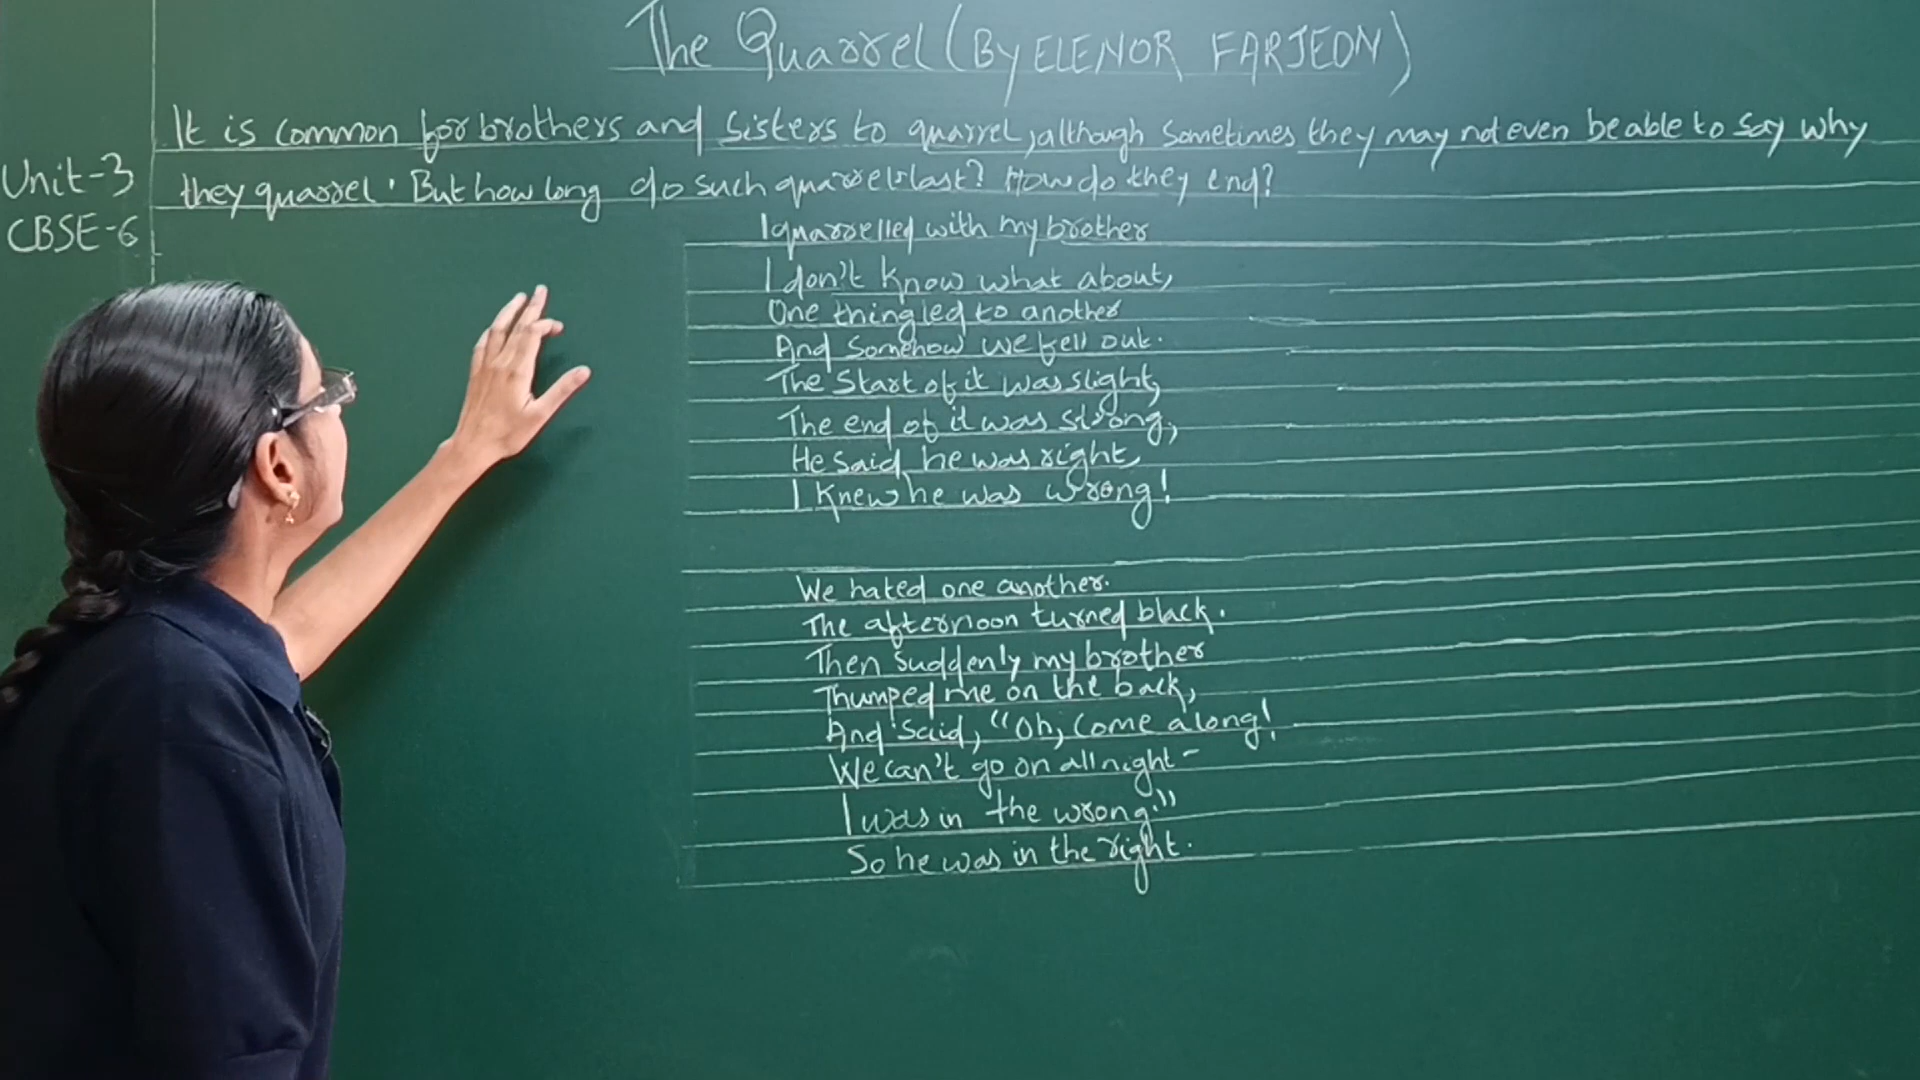 The Quarrel (BY ELENOR FARJEON)
It is common for brothers and sisters to quarrel, although sometimes they may not even be able to say why
Unit-3
they quarrel. But how long do such quarrels last? How do they end?
CBSE-6
I quarrelled with my brother
I don't know what about,
One thing led to another
And somehow we fell out.
The Start of it was slight,
The end of it was strong,
He said he was right,
I knew he was wrong!
We hated one another.
The afternoon turned black.
Then suddenly my brother
Thumped me on the back,
And said, "Oh, come along!
We can't go on all night-
I was in the wrong."
So he was in the right.